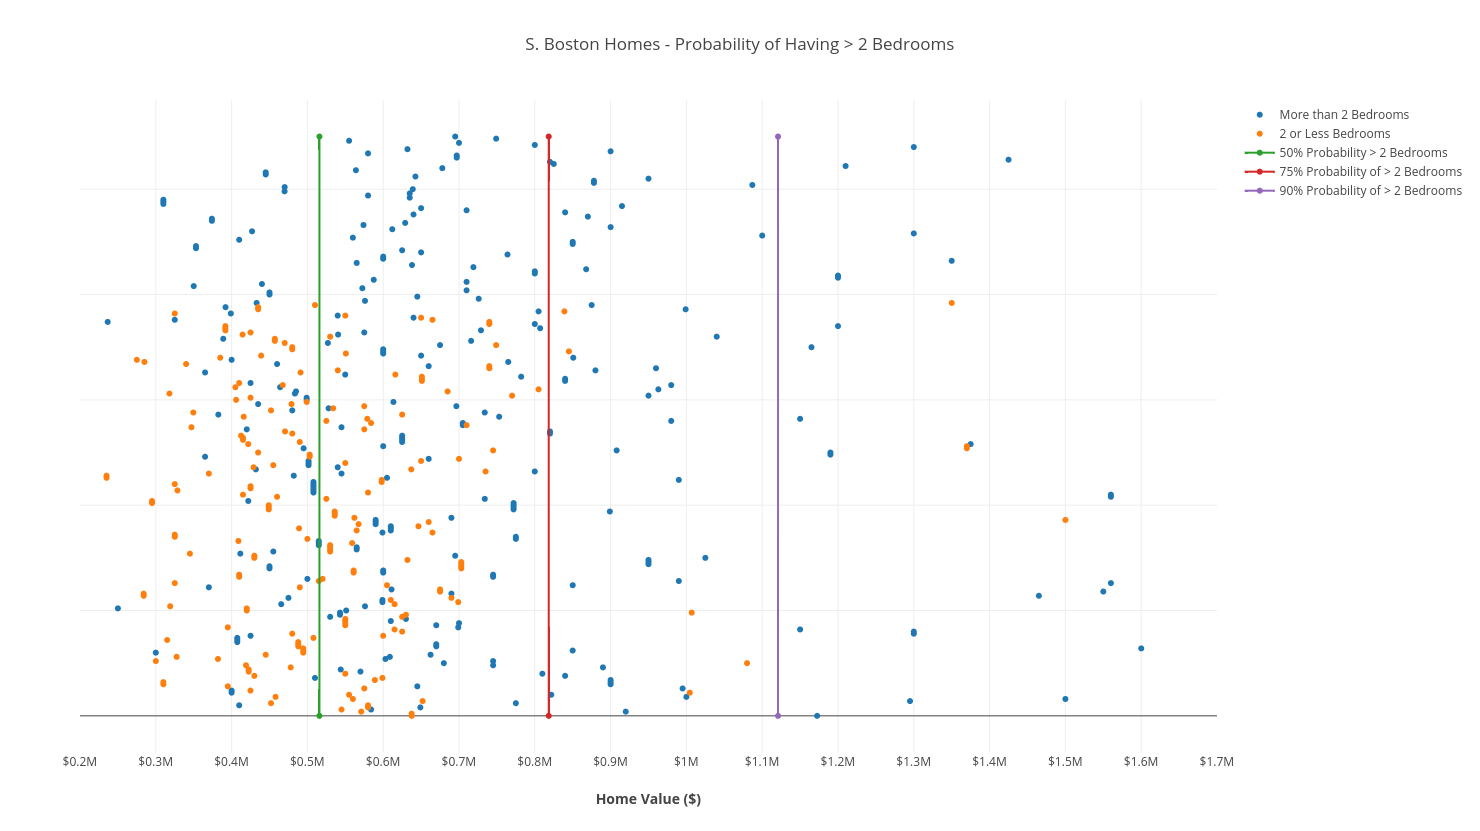 S. Boston Homes - Probability of Having > 2 Bedrooms
More than 2 Bedrooms
2 or Less Bedrooms
50% Probability > 2 Bedrooms
75% Probability of > 2 Bedrooms
90% Probability of > 2 Bedrooms
$0.2M $0.3M $0.4M $0.5M $0.6M $0.7M $0.8M $0.9M $1M $1.1M $1.2M $1.3M $1.4M $1.5M $1.6M $1.7M
Home Value ($)